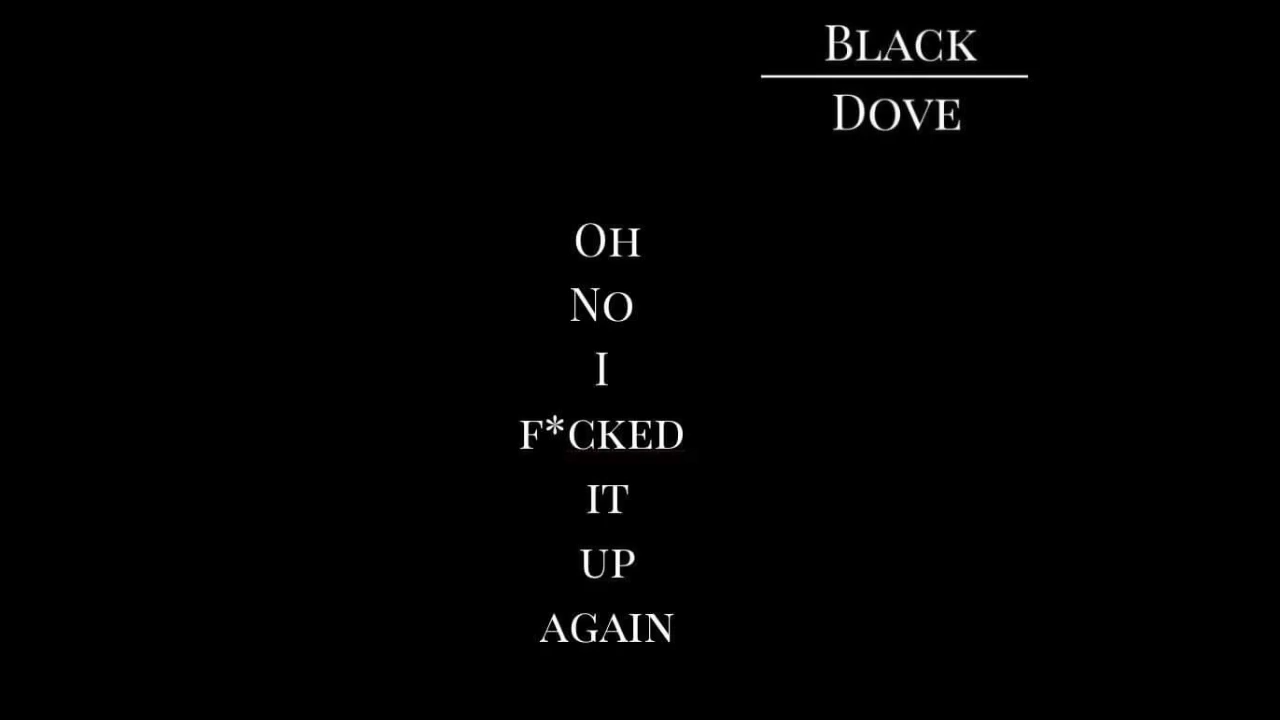 Black
Dove
Oh
No
I
f*cked
it
up
again